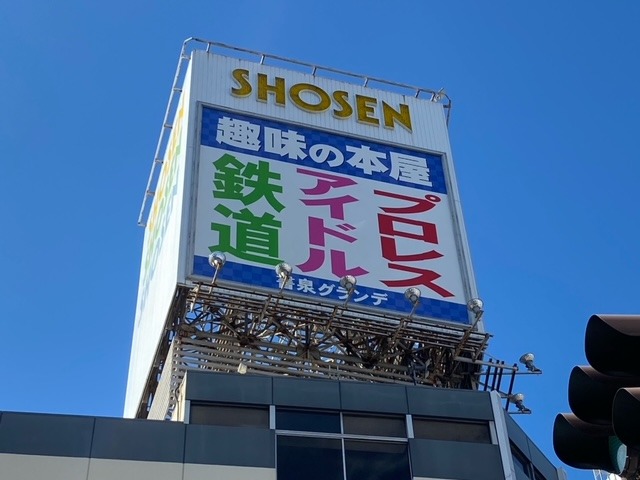 SHOSEN
趣味の本屋
鉄道
アイドル
プロレス
書泉グランデ